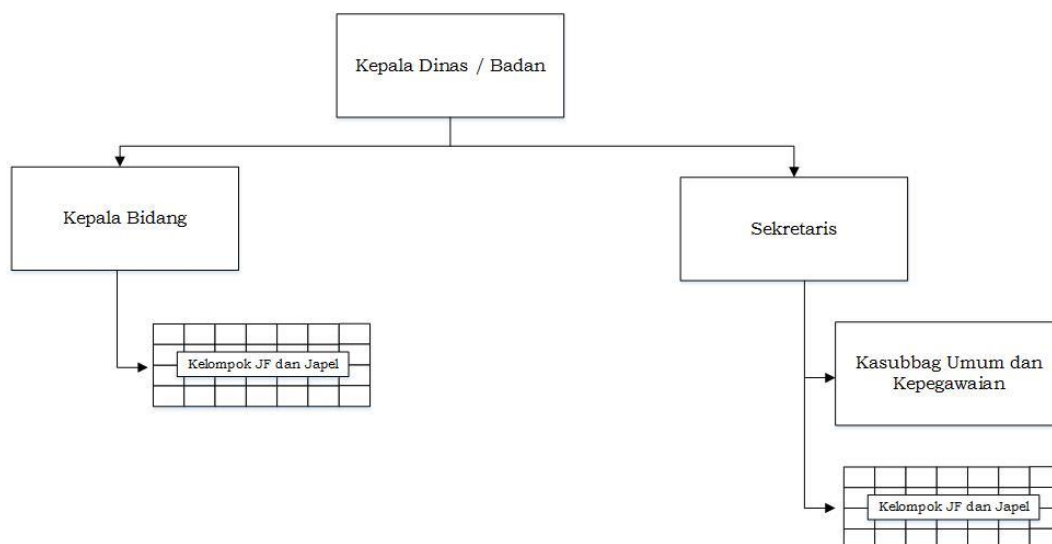 Kepala Dinas / Badan
Kepala Bidang
Sekretaris
Kelompok JF dan Japel
Kasubbag Umum dan
Kepegawaian
Kelompok JF dan Japel